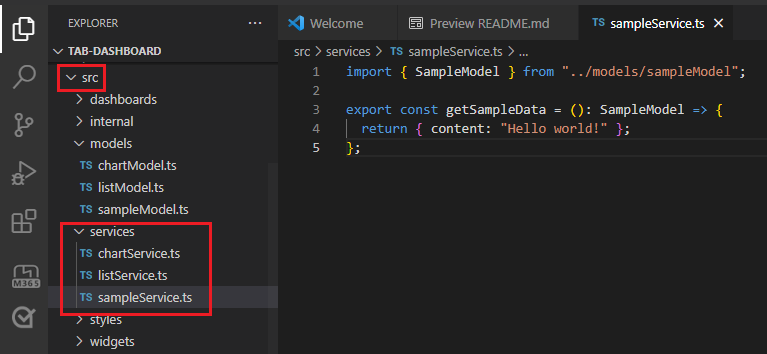 EXPLORER
TAB-DASHBOARD
src
dashboards
internal
models
TS chartModel.ts
TS listModel.ts
TS sampleModel.ts
services
TS chartService.ts
TS listService.ts
TS sampleService.ts
styles
widgets
M365
Welcome
Preview README.md
sampleService.ts
src > services > TS sampleService.ts > ...
1 import { SampleModel } from "../models/sampleModel";
2
3 export const getSampleData = (): SampleModel => {
4 return { content: "Hello world!" };
5 };